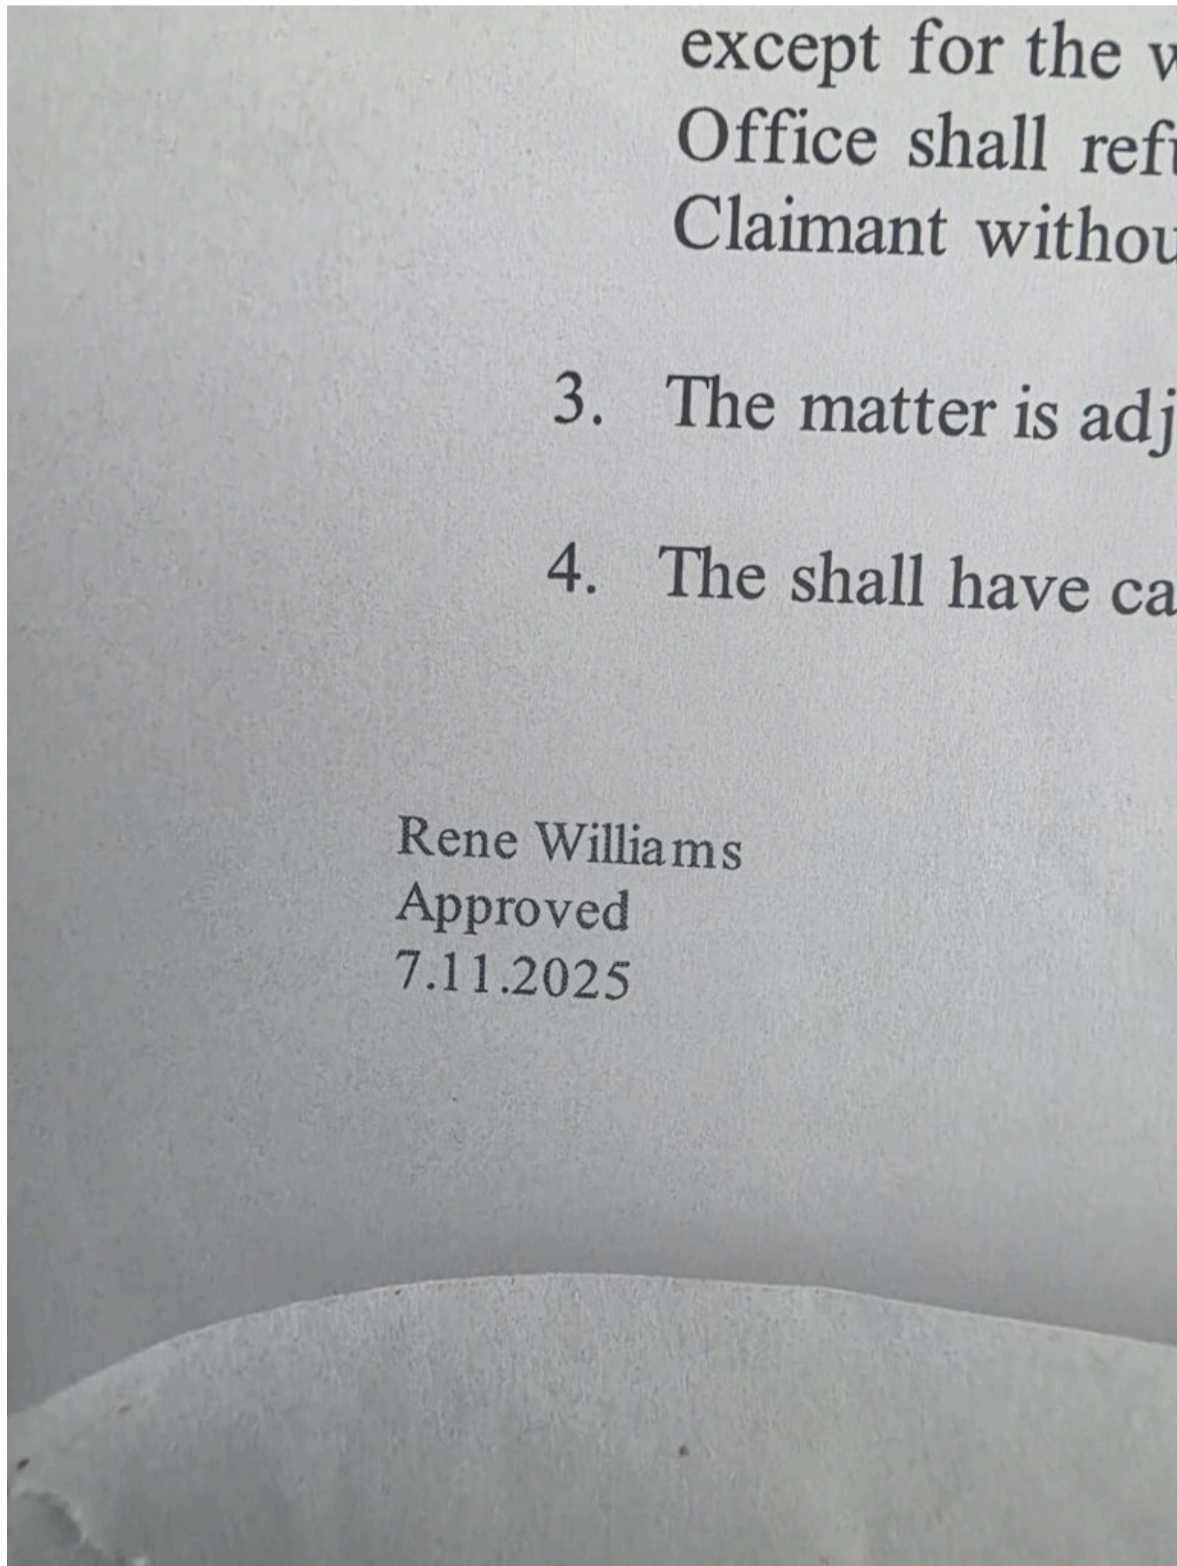 except for the
Office shall
Claimant
3. The matter is
4. The shall have
Rene Williams
Approved
7.11.2025